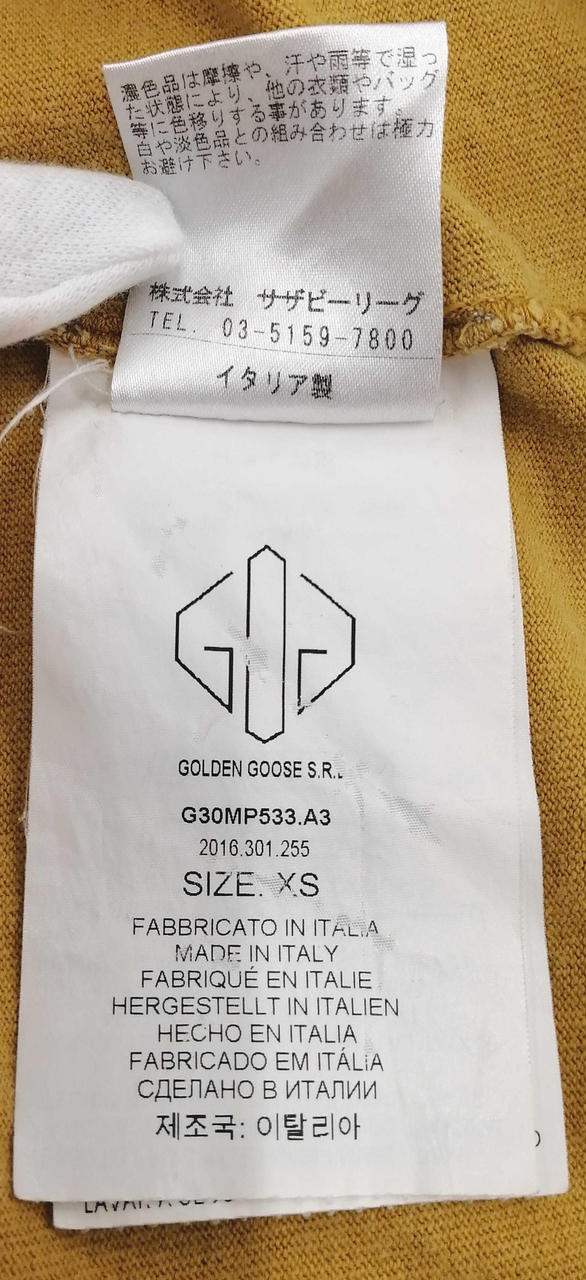 濃色品は摩擦や、汗や雨等で湿っ
た状態により、他の衣類やバッグ
等に色移りする事があります。
白や淡色品との組み合わせは極力
お避け下さい。
株式会社 サザビーリーグ
TEL. 03-5159-7800
イタリア製
GOLDEN GOOSE S.R.L
G30MP533.A3
2016.301.255
SIZE. XS
FABBRICATO IN ITALIA
MADE IN ITALY
FABRIQUÉ EN ITALIE
HERGESTELLT IN ITALIEN
HECHO EN ITALIA
FABRICADO EM ITÁLIA
СДЕЛАНО В ИТАЛИИ
제조국: 이탈리아